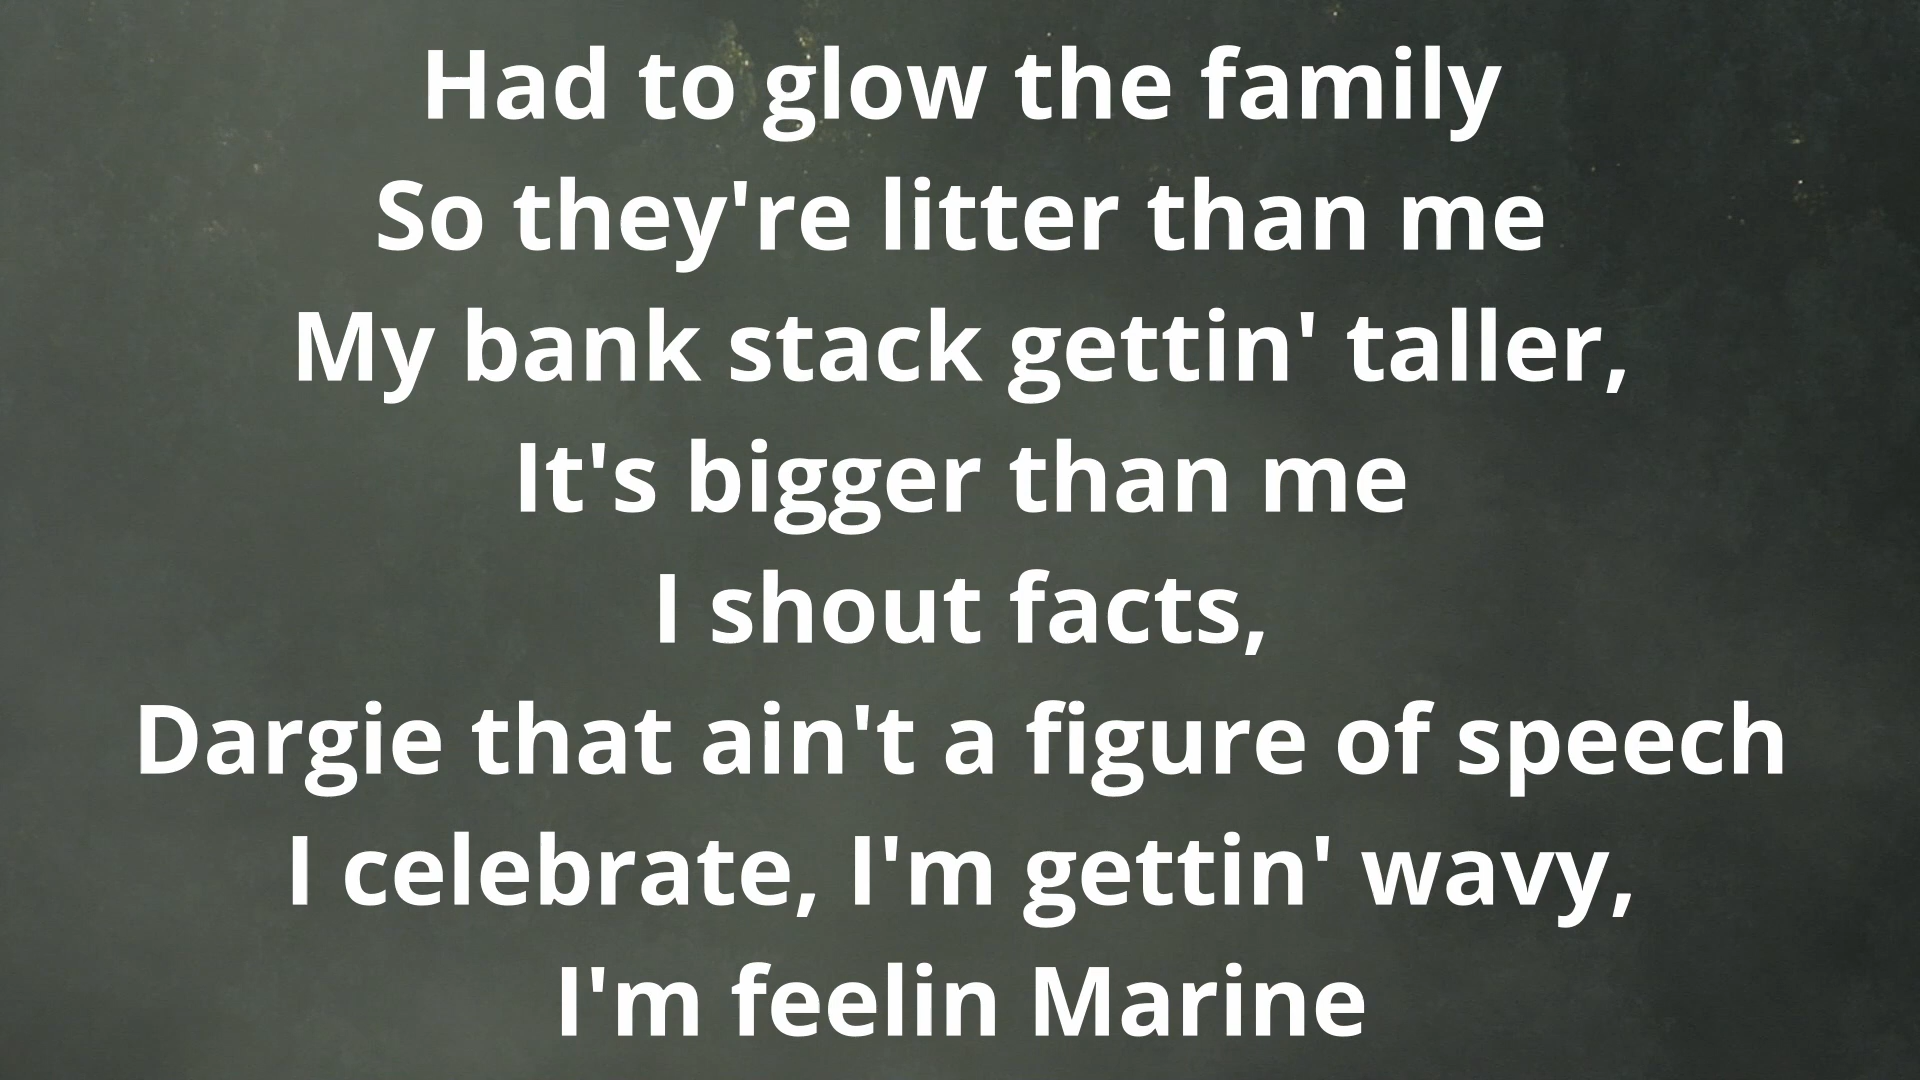 Had to glow the family
So they're litter than me
My bank stack gettin' taller,
It's bigger than me
I shout facts,
Dargie that ain't a figure of speech
I celebrate, I'm gettin' wavy,
I'm feelin Marine